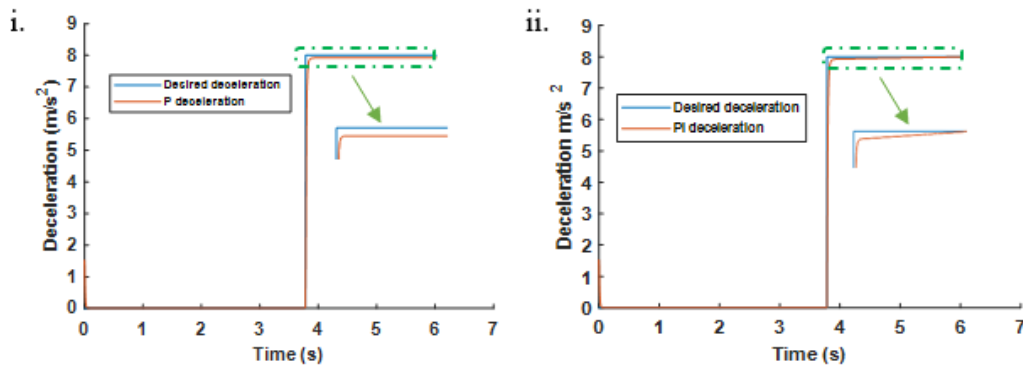 i.
Deceleration (m/s²)
9
8
7
6
5
4
3
2
1
0
Desired deceleration
P deceleration
0 1 2 3 4 5 6 7
Time (s)
ii.
Deceleration m/s ²
9
8
7
6
5
4
3
2
1
0
Desired deceleration
PI deceleration
0 1 2 3 4 5 6 7
Time (s)